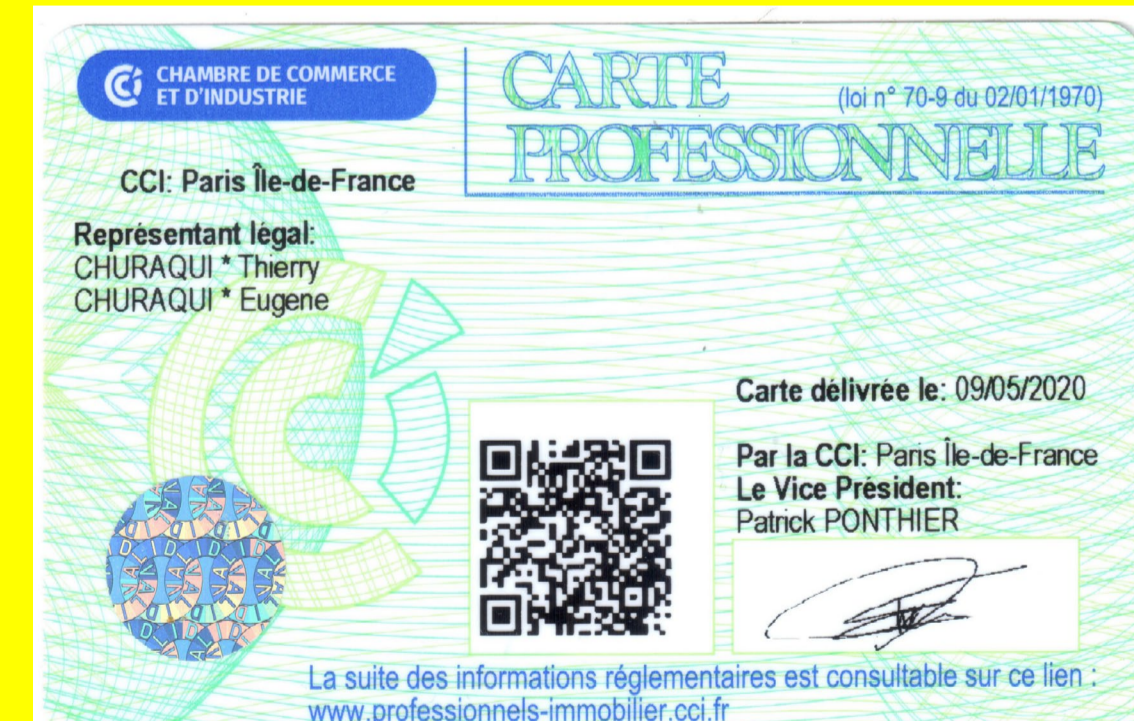 CHAMBRE DE COMMERCE
ET D'INDUSTRIE
CARTE
(loi n° 70-9 du 02/01/1970)
PROFESSIONNELLE
CCI: Paris Île-de-France
Représentant légal:
CHURAQUI * Thierry
CHURAQUI * Eugene
Carte délivrée le: 09/05/2020
Par la CCI: Paris Île-de-France
Le Vice Président:
Patrick PONTHIER
VALID
La suite des informations réglementaires est consultable sur ce lien :
www.professionnels-immobilier.cci.fr